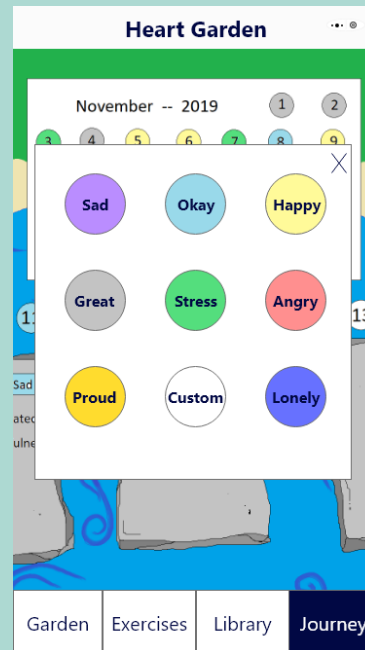 Heart Garden
November -- 2019
1
2
3
4
5
6
7
8
9
Sad
Okay
Happy
Great
Stress
Angry
Proud
Custom
Lonely
Sad
Garden
Exercises
Library
Journey